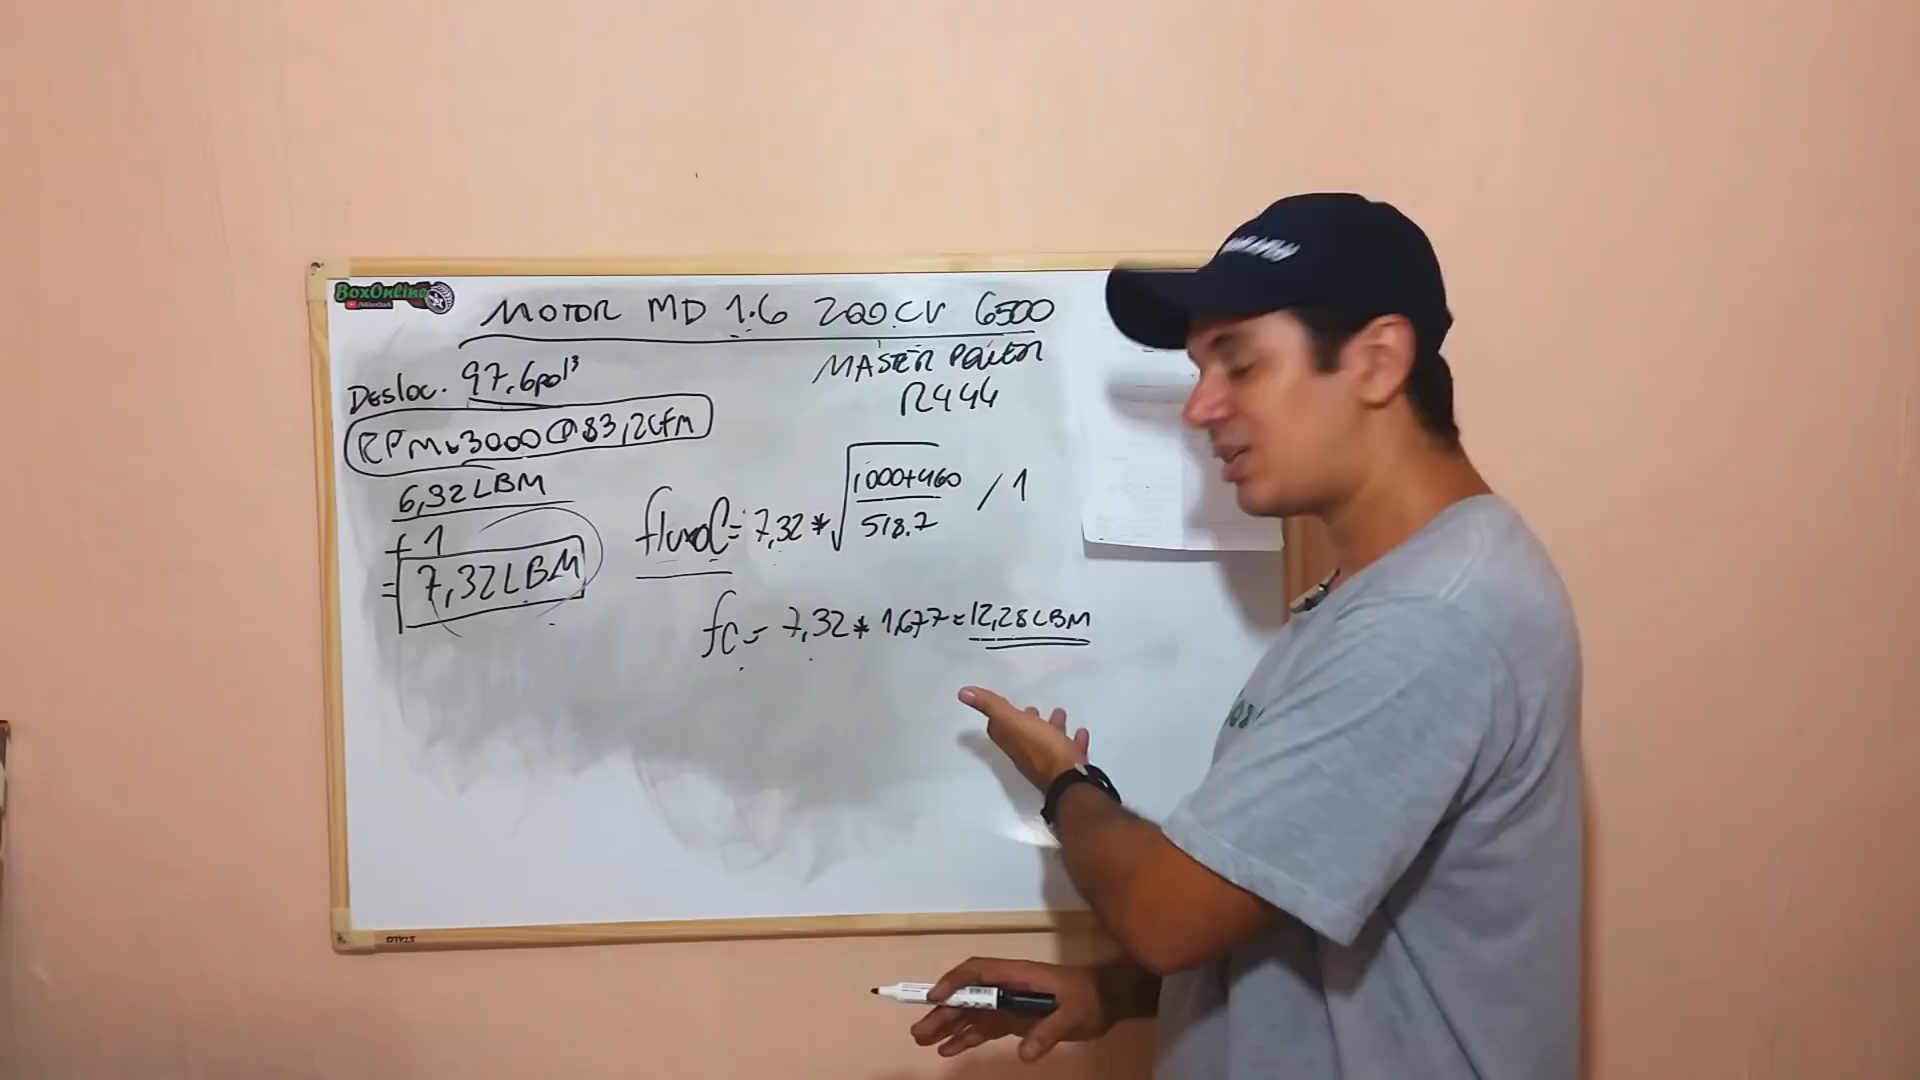 BoxOnline
MOTOR MD 1.6 200CV 6500
MASTER POWER
R444
Desloc. 97,6pol³
RPM 3000 @ 83,2CFM
6,32LBM
+ 1
= 7,32LBM
fluxoC = 7,32 * √ 1000+460 / 518.7 / 1
fC = 7,32 * 1,677 = 12,28LBM
STALO